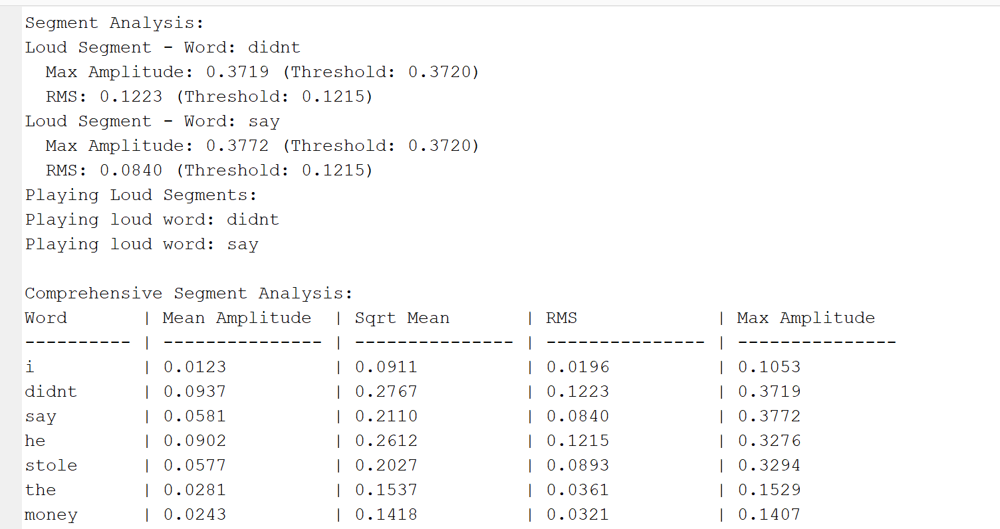 Segment Analysis:
Loud Segment - Word: didnt
  Max Amplitude: 0.3719 (Threshold: 0.3720)
  RMS: 0.1223 (Threshold: 0.1215)
Loud Segment - Word: say
  Max Amplitude: 0.3772 (Threshold: 0.3720)
  RMS: 0.0840 (Threshold: 0.1215)
Playing Loud Segments:
Playing loud word: didnt
Playing loud word: say

Comprehensive Segment Analysis:
Word       | Mean Amplitude  | Sqrt Mean       | RMS             | Max Amplitude
---------- | --------------- | --------------- | --------------- | ---------------
i          | 0.0123          | 0.0911          | 0.0196          | 0.1053
didnt      | 0.0937          | 0.2767          | 0.1223          | 0.3719
say        | 0.0581          | 0.2110          | 0.0840          | 0.3772
he         | 0.0902          | 0.2612          | 0.1215          | 0.3276
stole      | 0.0577          | 0.2027          | 0.0893          | 0.3294
the        | 0.0281          | 0.1537          | 0.0361          | 0.1529
money      | 0.0243          | 0.1418          | 0.0321          | 0.1407